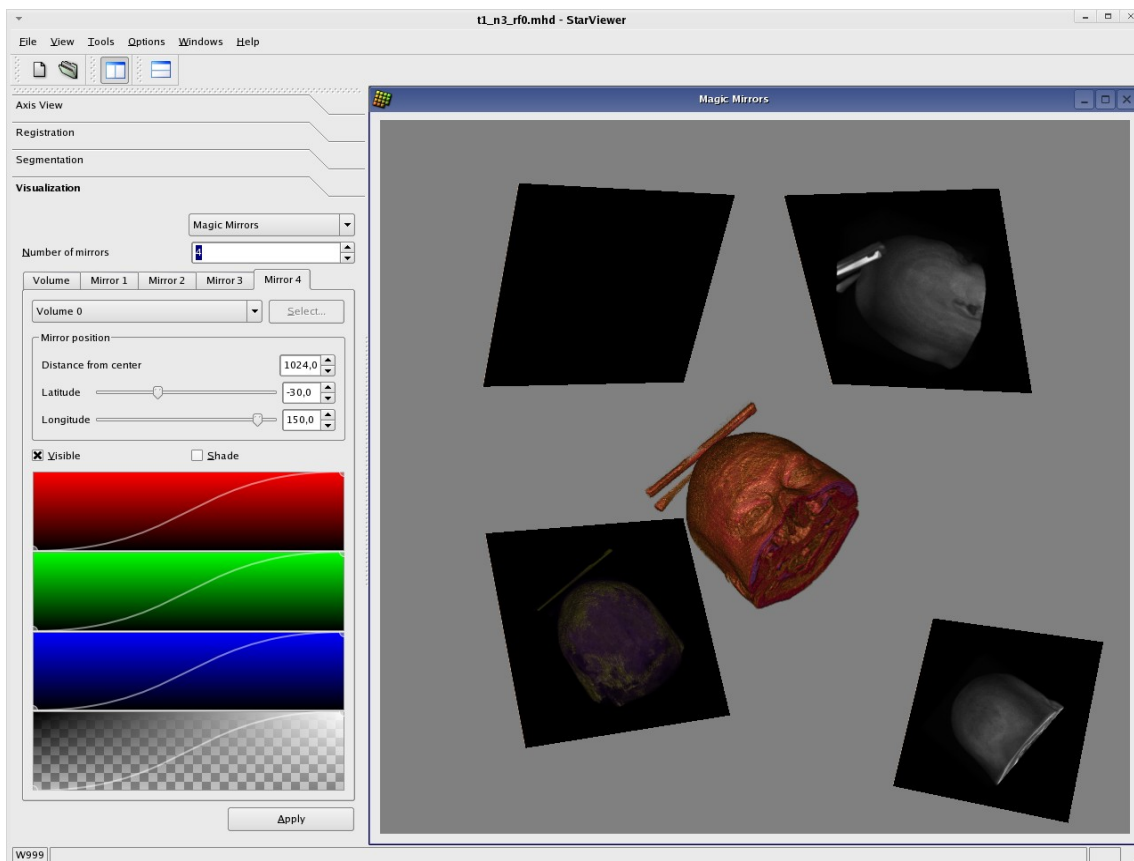 t1_n3_rf0.mhd - StarViewer
File View Tools Options Windows Help
Axis View
Registration
Segmentation
Visualization
Magic Mirrors
Number of mirrors 4
Volume Mirror 1 Mirror 2 Mirror 3 Mirror 4
Volume 0 Select...
Mirror position
Distance from center 1024,0
Latitude -30,0
Longitude 150,0
Visible Shade
Apply
W999
Magic Mirrors